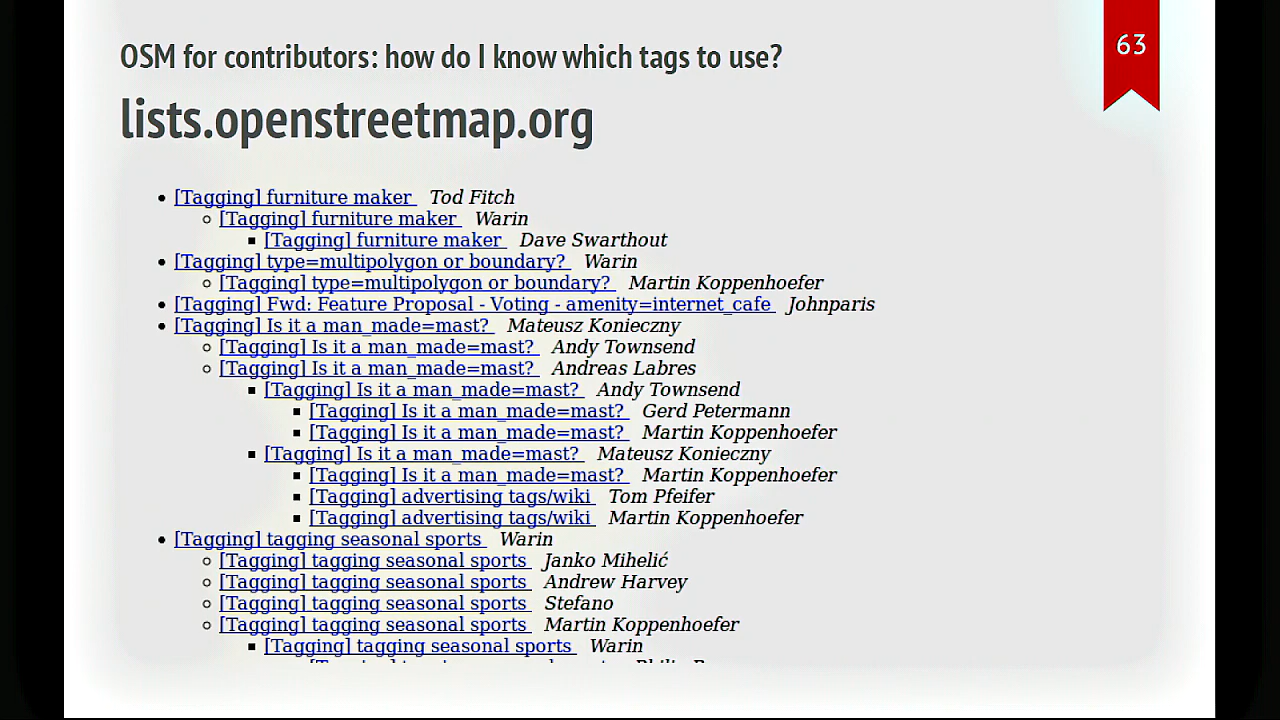 OSM for contributors: how do I know which tags to use?
63
lists.openstreetmap.org
[Tagging] furniture maker Tod Fitch
[Tagging] furniture maker Warin
[Tagging] furniture maker Dave Swarthout
[Tagging] type=multipolygon or boundary? Warin
[Tagging] type=multipolygon or boundary? Martin Koppenhoefer
[Tagging] Fwd: Feature Proposal - Voting - amenity=internet_cafe Johnparis
[Tagging] Is it a man_made=mast? Mateusz Konieczny
[Tagging] Is it a man_made=mast? Andy Townsend
[Tagging] Is it a man_made=mast? Andreas Labres
[Tagging] Is it a man_made=mast? Andy Townsend
[Tagging] Is it a man_made=mast? Gerd Petermann
[Tagging] Is it a man_made=mast? Martin Koppenhoefer
[Tagging] Is it a man_made=mast? Mateusz Konieczny
[Tagging] Is it a man_made=mast? Martin Koppenhoefer
[Tagging] advertising tags/wiki Tom Pfeifer
[Tagging] advertising tags/wiki Martin Koppenhoefer
[Tagging] tagging seasonal sports Warin
[Tagging] tagging seasonal sports Janko Mihelić
[Tagging] tagging seasonal sports Andrew Harvey
[Tagging] tagging seasonal sports Stefano
[Tagging] tagging seasonal sports Martin Koppenhoefer
[Tagging] tagging seasonal sports Warin